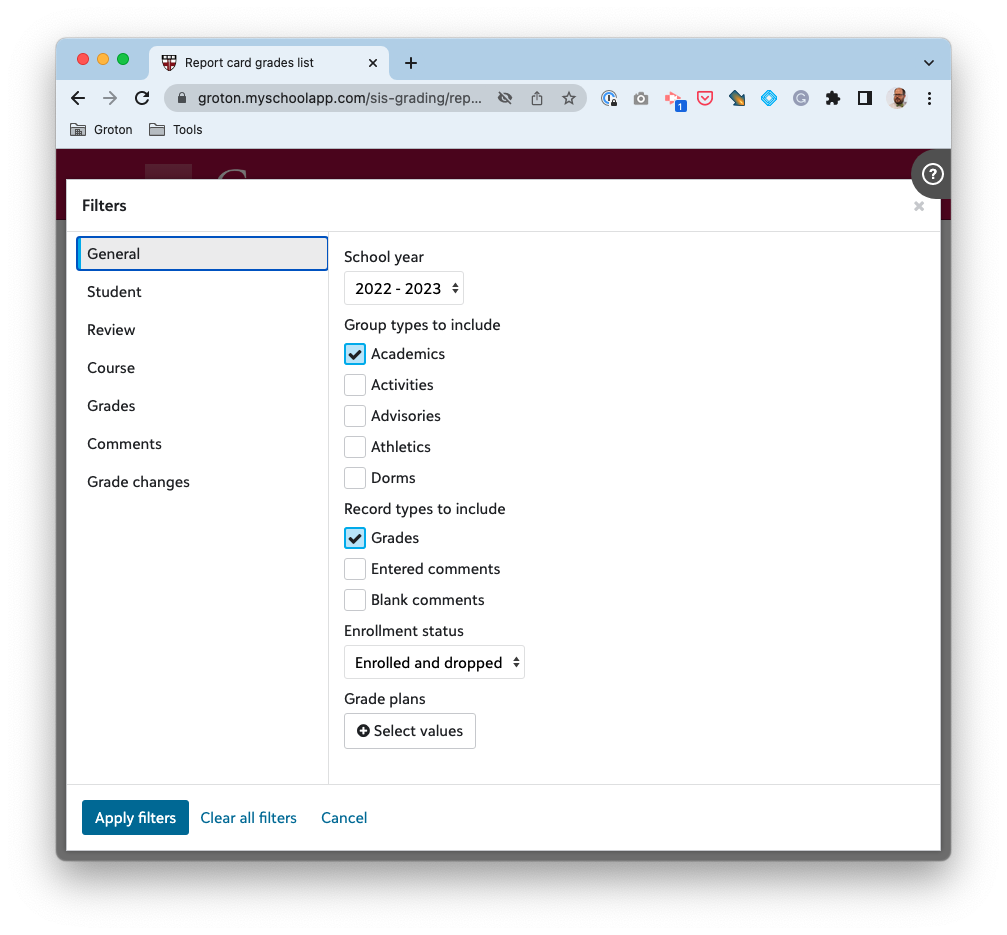 Report card grades list
groton.myschoolapp.com/sis-grading/rep...
1
Groton
Tools
Filters
General
Student
Review
Course
Grades
Comments
Grade changes
School year
2022 - 2023
Group types to include
Academics
Activities
Advisories
Athletics
Dorms
Record types to include
Grades
Entered comments
Blank comments
Enrollment status
Enrolled and dropped
Grade plans
Select values
Apply filters
Clear all filters
Cancel